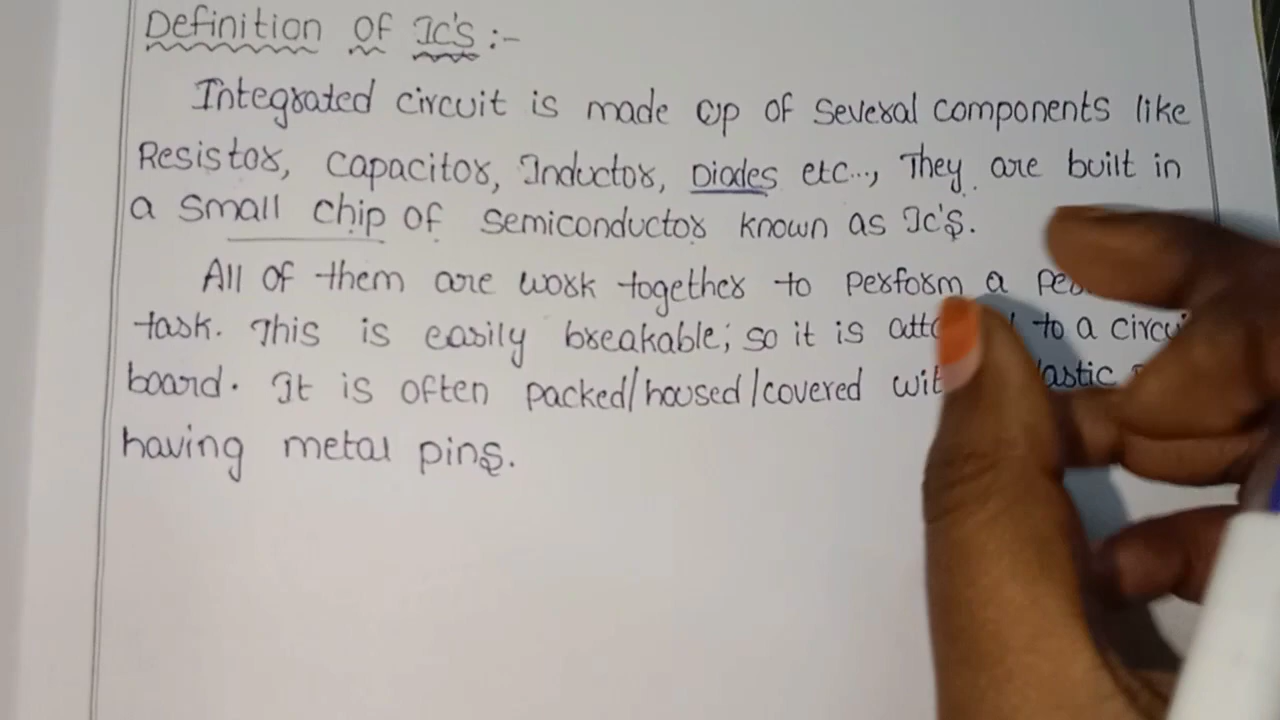 Definition of Ic's :-
Integrated circuit is made up of several components like
Resistor, Capacitor, Inductor, Diodes etc..., They are built in
a small chip of semiconductor known as Ic's.
All of them are work together to perform a
task. This is easily breakable; so it is to a
board. It is often packed/housed/covered
having metal pins.